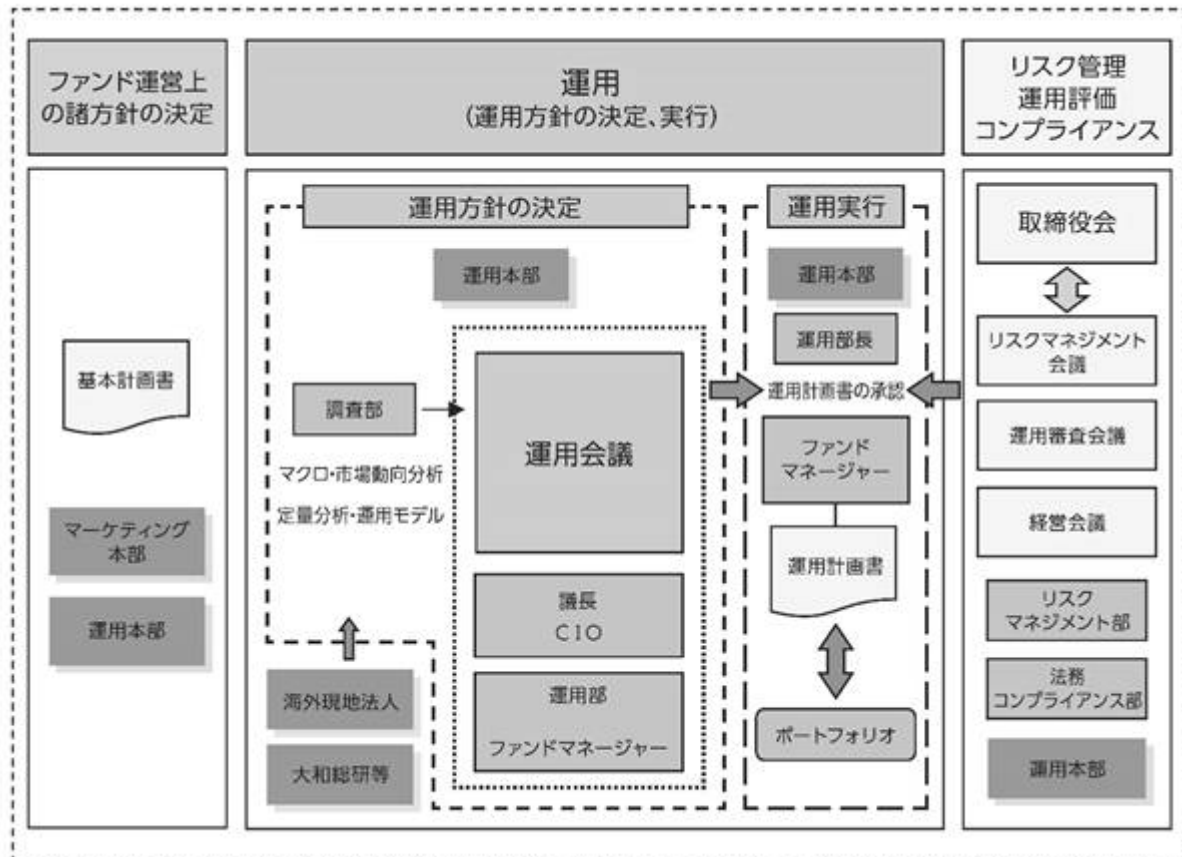 ファンド運営上
の諸方針の決定
運用
(運用方針の決定、実行)
リスク管理
運用評価
コンプライアンス
基本計画書
マーケティング
本部
運用本部
運用方針の決定
運用本部
調査部
マクロ・市場動向分析
定量分析・運用モデル
海外現地法人
大和総研等
運用会議
議長
CIO
運用部
ファンドマネージャー
運用実行
運用本部
運用部長
運用計画書の承認
ファンド
マネージャー
運用計画書
ポートフォリオ
取締役会
リスクマネジメント
会議
運用審査会議
経営会議
リスク
マネジメント部
法務
コンプライアンス部
運用本部